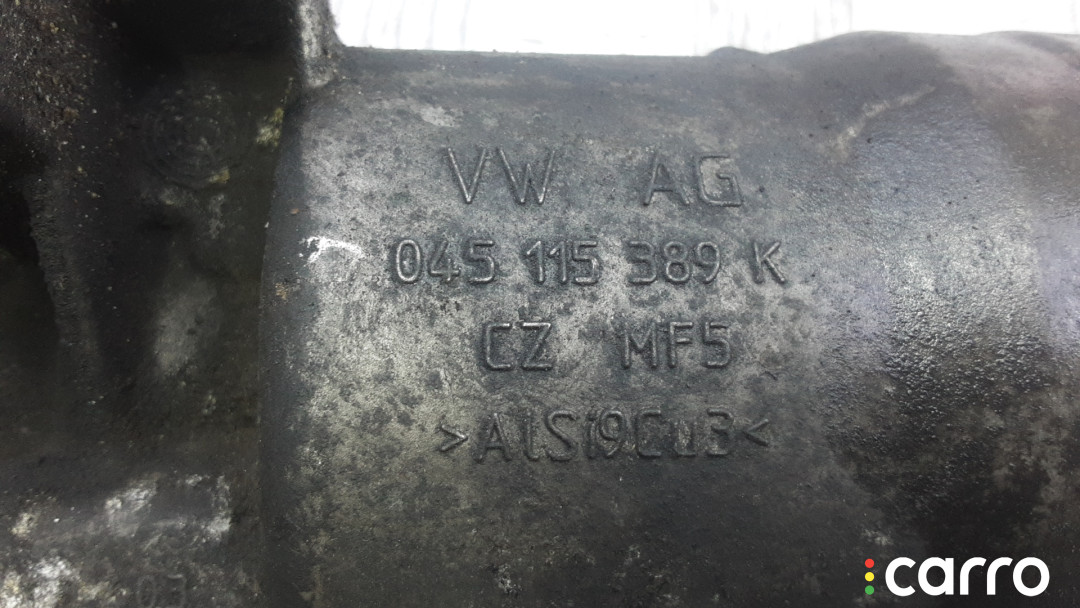 VW AG
045 115 389 K
CZ MF5
>AlSi9Cu3<
carro